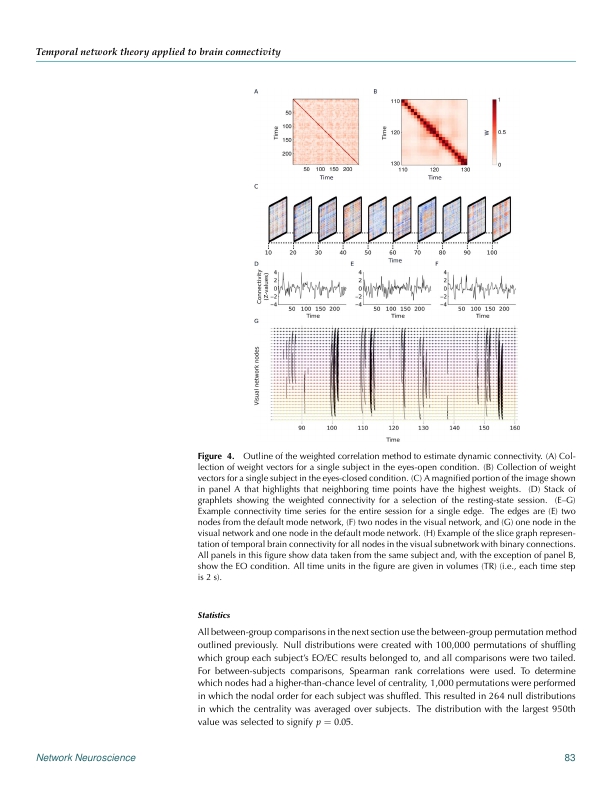 Temporal network theory applied to brain connectivity
A
B
50
100
150
200
Time
50 100 150 200
Time
110
120
130
Time
110 120 130
Time
1
0.5
0
W
C
10 20 30 40 50 60 70 80 90 100
Time
D
E
F
Connectivity
(Z-values)
4
2
0
−2
−4
50 100 150 200
Time
4
2
0
−2
−4
50 100 150 200
Time
4
2
0
−2
−4
50 100 150 200
Time
G
Visual network nodes
90 100 110 120 130 140 150 160
Time
Figure 4. Outline of the weighted correlation method to estimate dynamic connectivity. (A) Col-
lection of weight vectors for a single subject in the eyes-open condition. (B) Collection of weight
vectors for a single subject in the eyes-closed condition. (C) A magnified portion of the image shown
in panel A that highlights that neighboring time points have the highest weights. (D) Stack of
graphlets showing the weighted connectivity for a selection of the resting-state session. (E–G)
Example connectivity time series for the entire session for a single edge. The edges are (E) two
nodes from the default mode network, (F) two nodes in the visual network, and (G) one node in the
visual network and one node in the default mode network. (H) Example of the slice graph represen-
tation of temporal brain connectivity for all nodes in the visual subnetwork with binary connections.
All panels in this figure show data taken from the same subject and, with the exception of panel B,
show the EO condition. All time units in the figure are given in volumes (TR) (i.e., each time step
is 2 s).
Statistics
All between-group comparisons in the next section use the between-group permutation method
outlined previously. Null distributions were created with 100,000 permutations of shuffling
which group each subject's EO/EC results belonged to, and all comparisons were two tailed.
For between-subjects comparisons, Spearman rank correlations were used. To determine
which nodes had a higher-than-chance level of centrality, 1,000 permutations were performed
in which the nodal order for each subject was shuffled. This resulted in 264 null distributions
in which the centrality was averaged over subjects. The distribution with the largest 950th
value was selected to signify p = 0.05.
Network Neuroscience
83